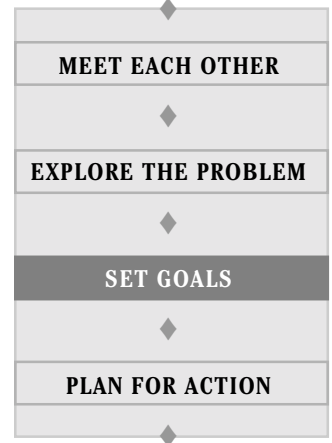 MEET EACH OTHER
EXPLORE THE PROBLEM
SET GOALS
PLAN FOR ACTION